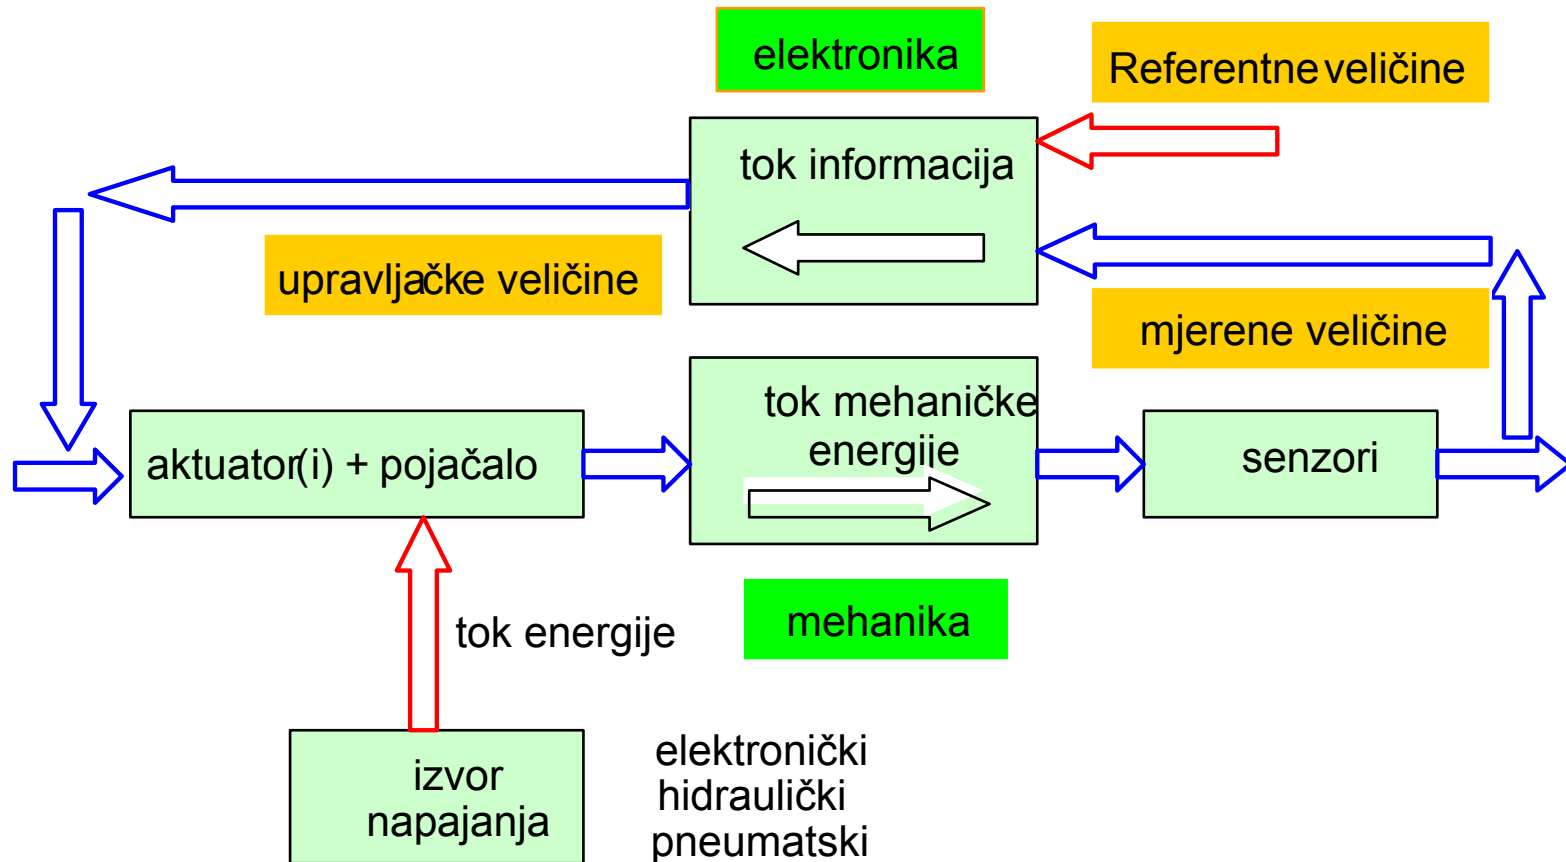 elektronika
Referentne veličine
tok informacija
upravljačke veličine
mjerene veličine
tok mehaničke
energije
aktuator(i) + pojačalo
senzori
mehanika
tok energije
izvor
napajanja
elektronički
hidraulički
pneumatski